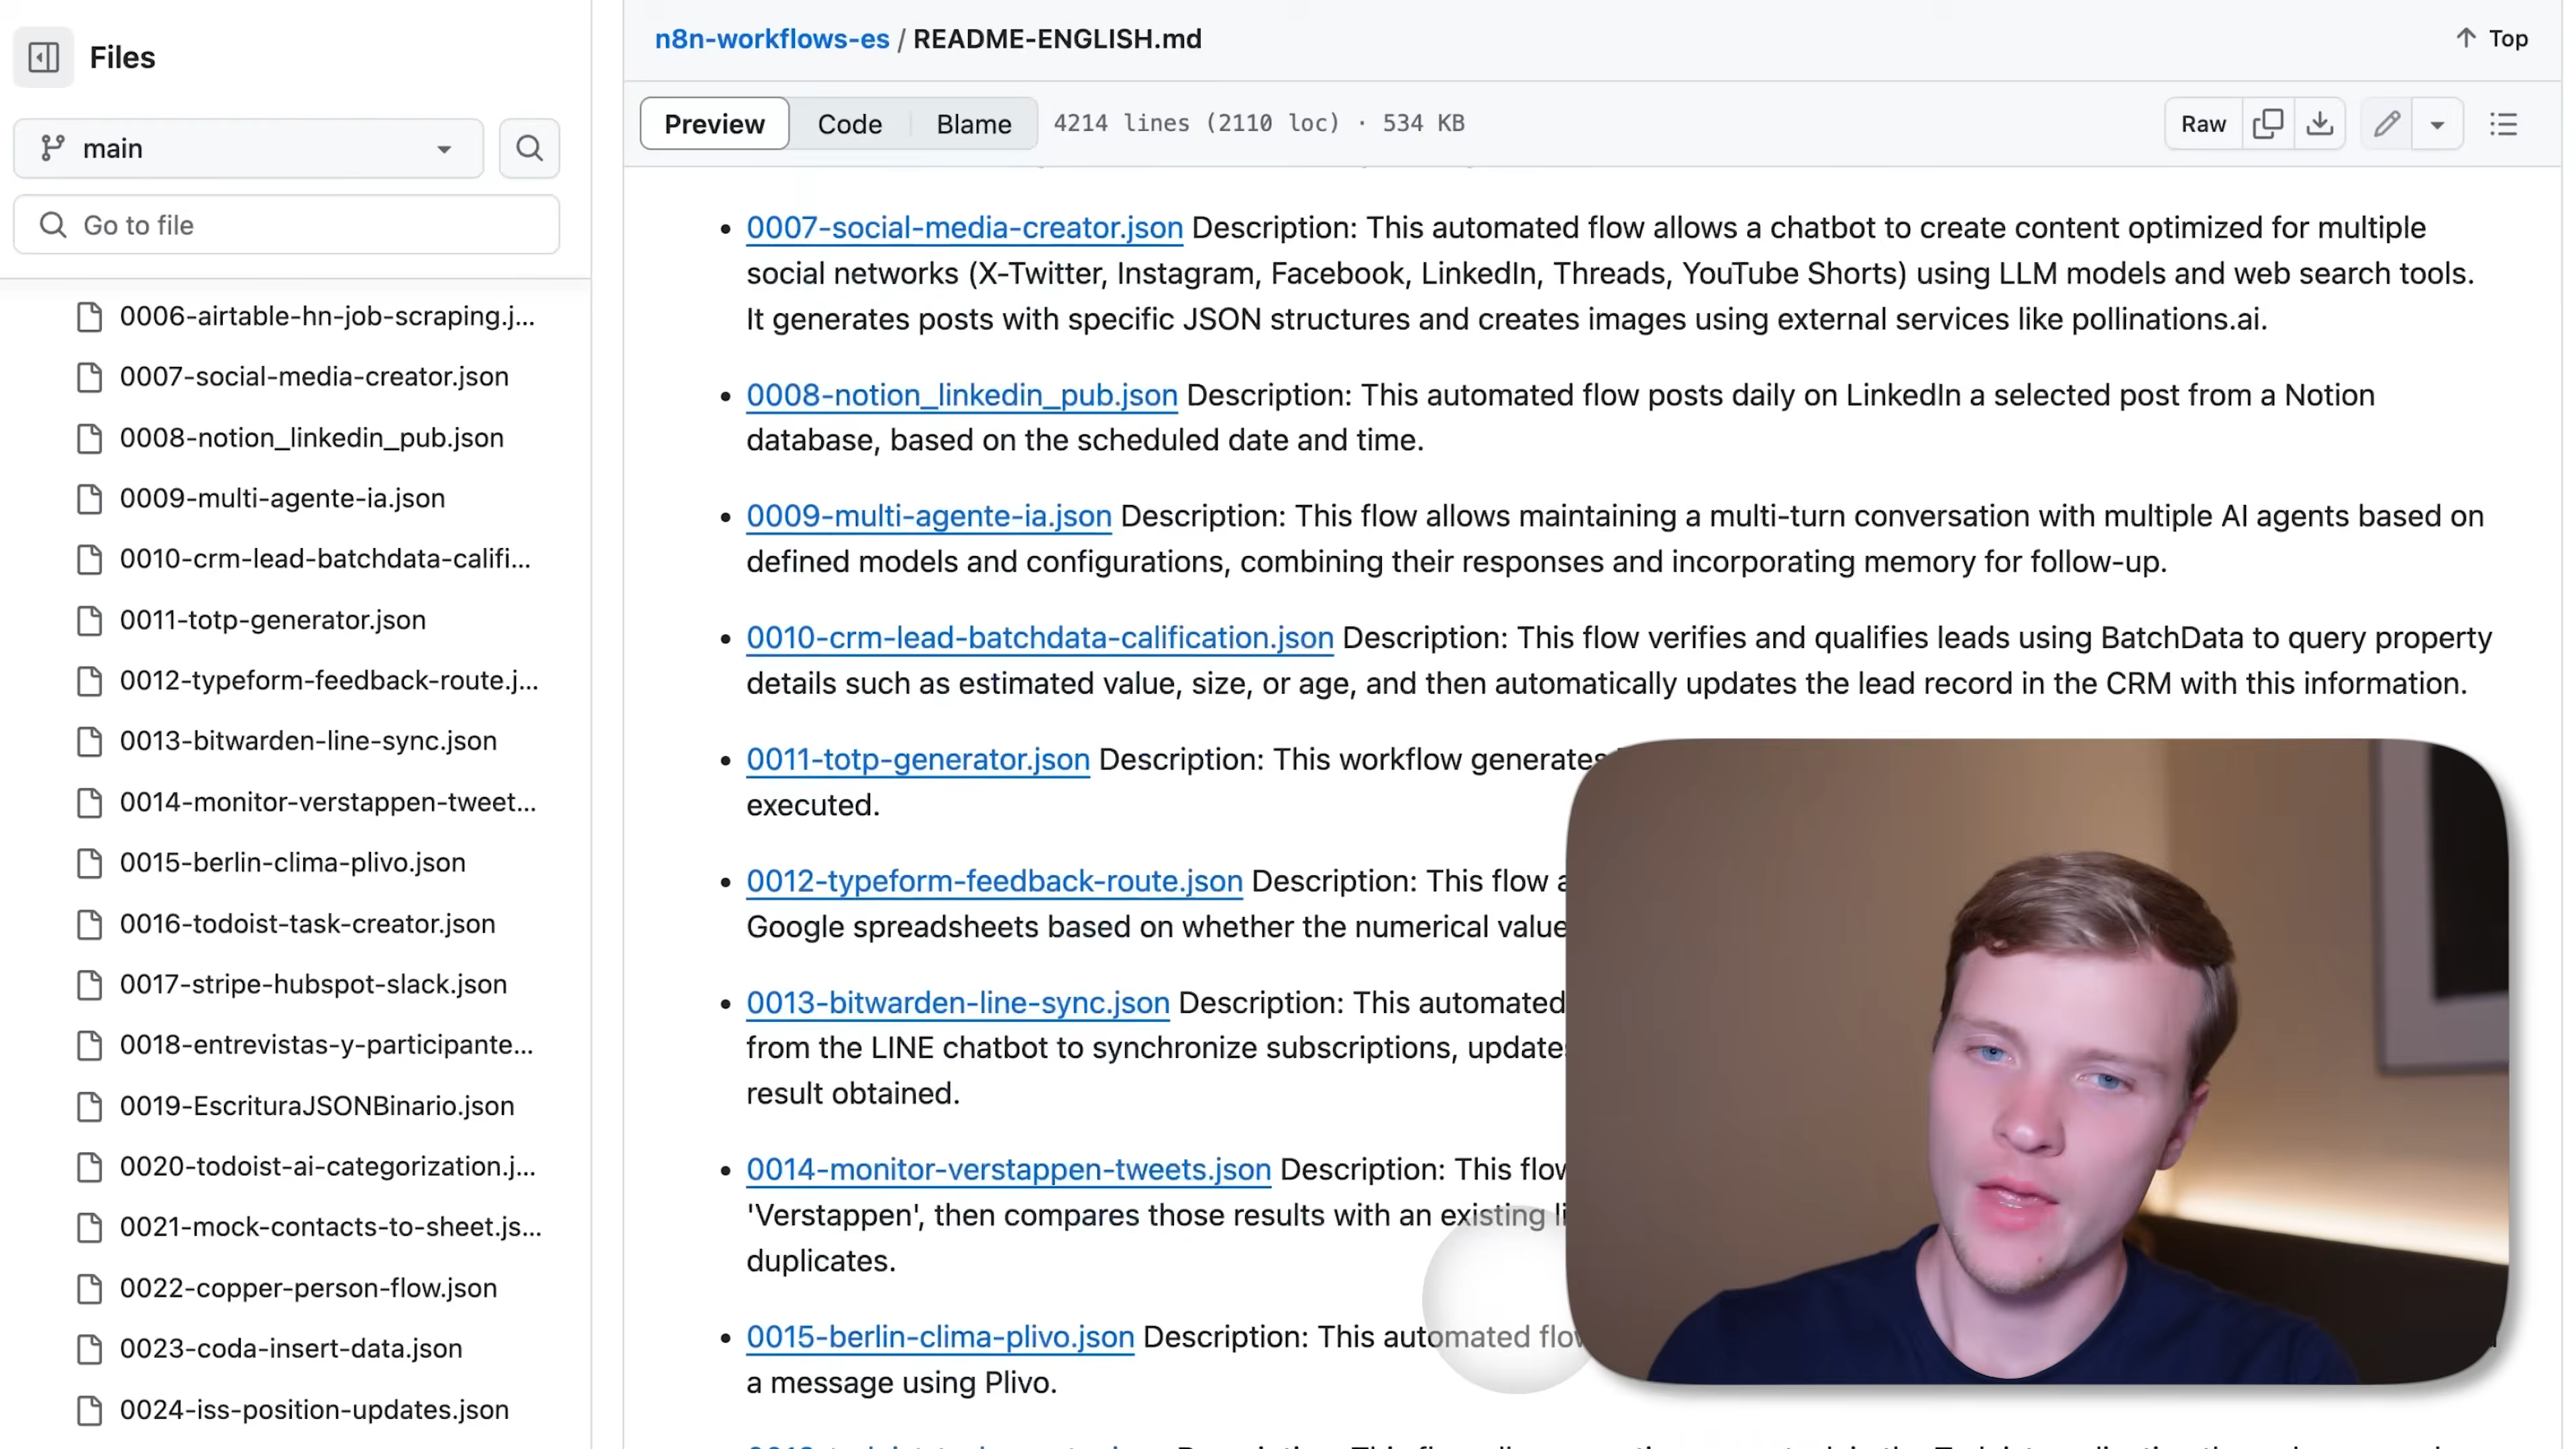 Files
main
Go to file
0006-airtable-hn-job-scraping.j...
0007-social-media-creator.json
0008-notion_linkedin_pub.json
0009-multi-agente-ia.json
0010-crm-lead-batchdata-califi...
0011-totp-generator.json
0012-typeform-feedback-route.j...
0013-bitwarden-line-sync.json
0014-monitor-verstappen-tweet...
0015-berlin-clima-plivo.json
0016-todoist-task-creator.json
0017-stripe-hubspot-slack.json
0018-entrevistas-y-participante...
0019-EscrituraJSONBinario.json
0020-todoist-ai-categorization.j...
0021-mock-contacts-to-sheet.js...
0022-copper-person-flow.json
0023-coda-insert-data.json
0024-iss-position-updates.json
n8n-workflows-es / README-ENGLISH.md
Top
Preview Code Blame 4214 lines (2110 loc) · 534 KB
Raw
• 0007-social-media-creator.json Description: This automated flow allows a chatbot to create content optimized for multiple
social networks (X-Twitter, Instagram, Facebook, LinkedIn, Threads, YouTube Shorts) using LLM models and web search tools.
It generates posts with specific JSON structures and creates images using external services like pollinations.ai.
• 0008-notion_linkedin_pub.json Description: This automated flow posts daily on LinkedIn a selected post from a Notion
database, based on the scheduled date and time.
• 0009-multi-agente-ia.json Description: This flow allows maintaining a multi-turn conversation with multiple AI agents based on
defined models and configurations, combining their responses and incorporating memory for follow-up.
• 0010-crm-lead-batchdata-calification.json Description: This flow verifies and qualifies leads using BatchData to query property
details such as estimated value, size, or age, and then automatically updates the lead record in the CRM with this information.
• 0011-totp-generator.json Description: This workflow generates
executed.
• 0012-typeform-feedback-route.json Description: This flow
Google spreadsheets based on whether the numerical value
• 0013-bitwarden-line-sync.json Description: This automated
from the LINE chatbot to synchronize subscriptions, update
result obtained.
• 0014-monitor-verstappen-tweets.json Description: This flow
'Verstappen', then compares those results with an existing
duplicates.
• 0015-berlin-clima-plivo.json Description: This automated flow
a message using Plivo.